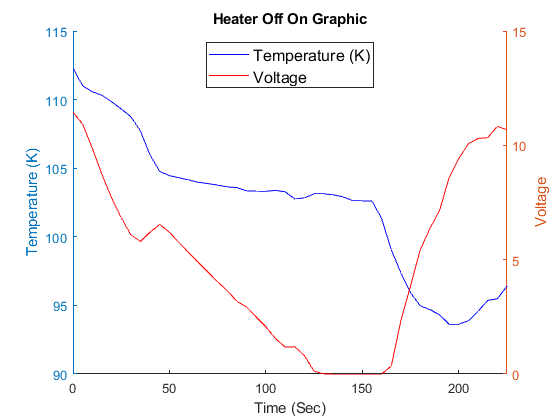 Heater Off On Graphic
Temperature (K)
Voltage
115
110
105
100
95
90
Temperature (K)
15
10
5
0
Voltage
0
50
100
150
200
Time (Sec)